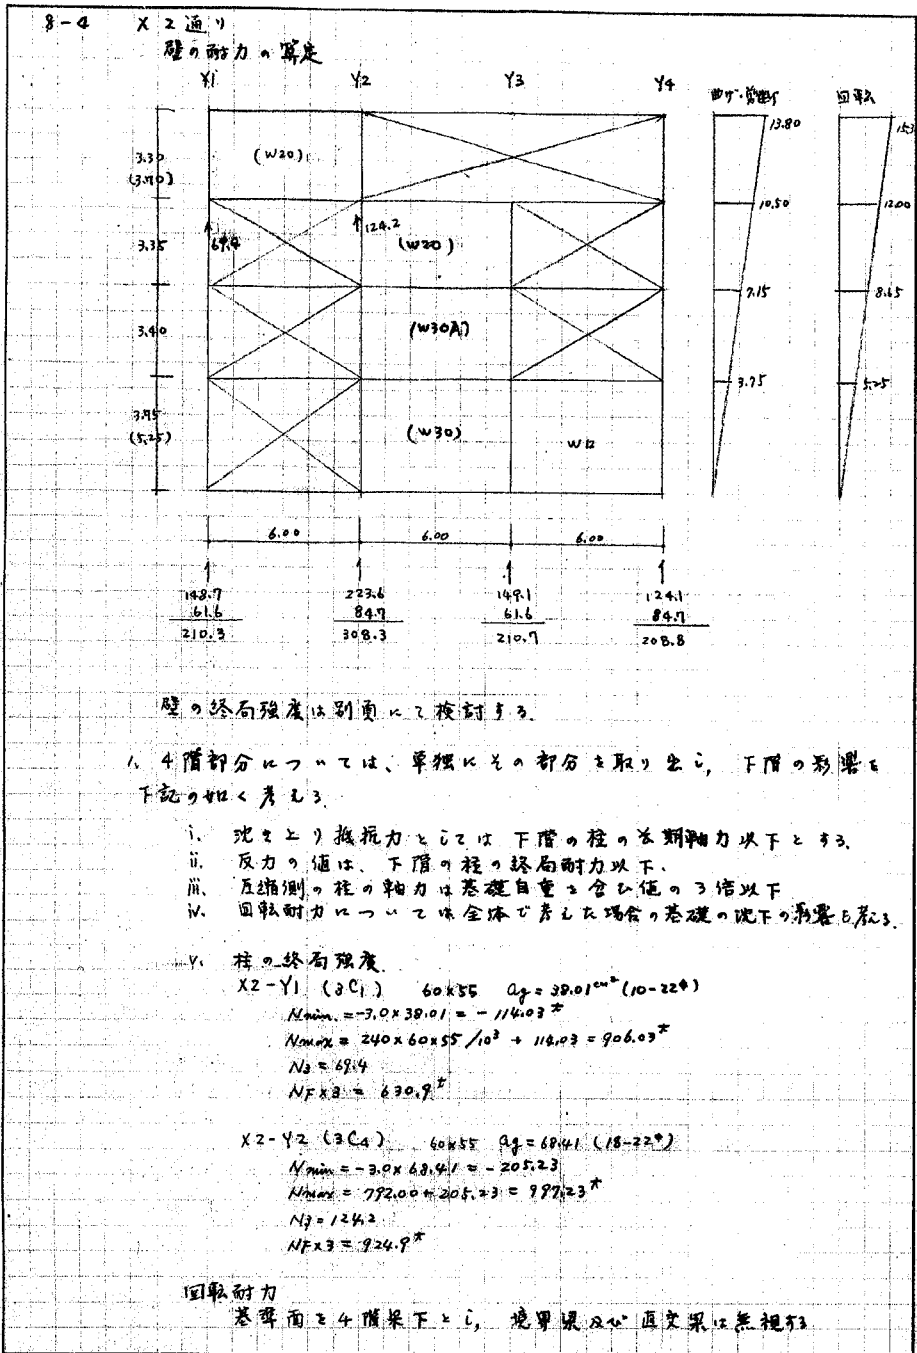 8-4 X2通り
壁の耐力の算定
Y1 Y2 Y3 Y4
曲げ・剪断 回転
13.80 15.3
3.30 (W20)
(3.70)
10.50 12.00
69.4 124.2
3.35 (W20)
7.15 8.65
3.40 (W30A)
3.75 5.25
3.75 (W30) W12
(5.25)
6.00 6.00 6.00
148.7 223.6 149.1 124.1
61.6 84.7 61.6 84.7
210.3 308.3 210.7 208.8
壁の終局強度は別頁にて検討する.
1. 4階部分については、単独にその部分を取り出し, 下階の影響を
下記の如く考える.
i. 浮き上り抵抗力としては下階の柱の長期軸力以下とする.
ii. 反力の値は、下階の柱の終局耐力以下.
iii. 圧縮側の柱の軸力は基礎自重を含む値の3倍以下
iv. 回転耐力については全体で考えた場合の基礎の沈下の影響も考える.
v. 柱の終局強度.
X2-Y1 (3C1) 60×55 ag = 38.01cm² (10-22φ)
Nmin. = -3.0×38.01 = -114.03t
Nmax = 240×60×55/10³ + 114.03 = 906.03t
N3 = 69.4
NF×3 = 630.9t
X2-Y2 (3C4) 60×55 ag = 68.41 (18-22φ)
Nmin = -3.0×68.41 = -205.23
Nmax = 792.00+205.23 = 997.23t
N3 = 124.2
NF×3 = 924.9t
回転耐力
基準面を4階梁下とし, 境界梁及び直交梁は無視する